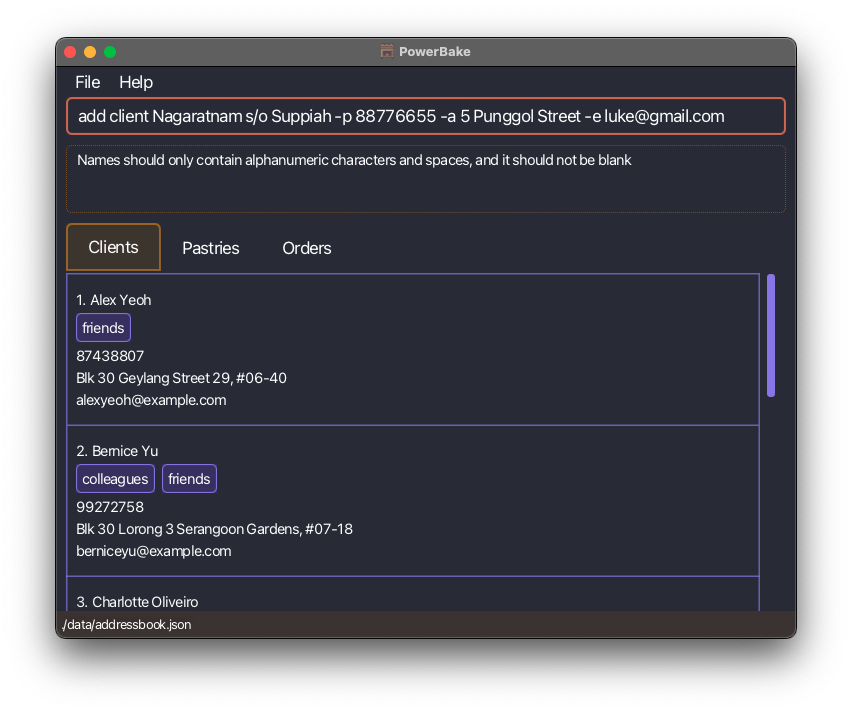 PowerBake
File Help
add client Nagaratnam s/o Suppiah -p 88776655 -a 5 Punggol Street -e luke@gmail.com
Names should only contain alphanumeric characters and spaces, and it should not be blank
Clients Pastries Orders
1. Alex Yeoh
friends
87438807
Blk 30 Geylang Street 29, #06-40
alexyeoh@example.com
2. Bernice Yu
colleagues friends
99272758
Blk 30 Lorong 3 Serangoon Gardens, #07-18
berniceyu@example.com
3. Charlotte Oliveiro
./data/addressbook.json